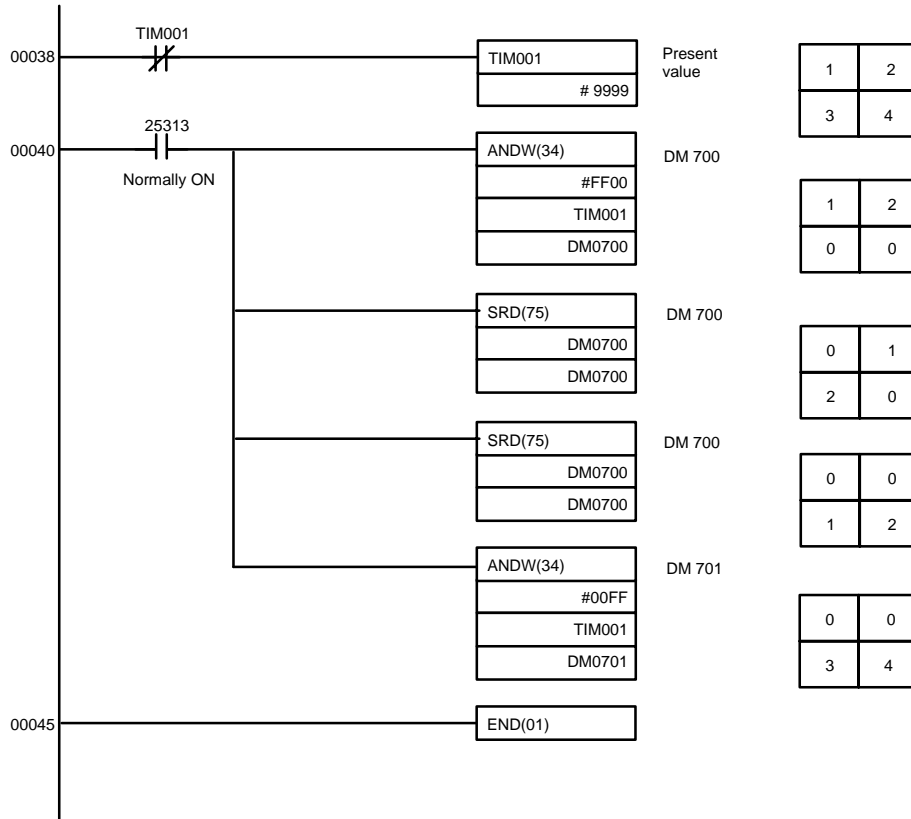 TIM001
00038
TIM001
# 9999
Present
value
1 2
3 4
25313
00040
Normally ON
ANDW(34)
#FF00
TIM001
DM0700
DM 700
1 2
0 0
SRD(75)
DM0700
DM0700
DM 700
0 1
2 0
SRD(75)
DM0700
DM0700
DM 700
0 0
1 2
ANDW(34)
#00FF
TIM001
DM0701
DM 701
0 0
3 4
00045
END(01)